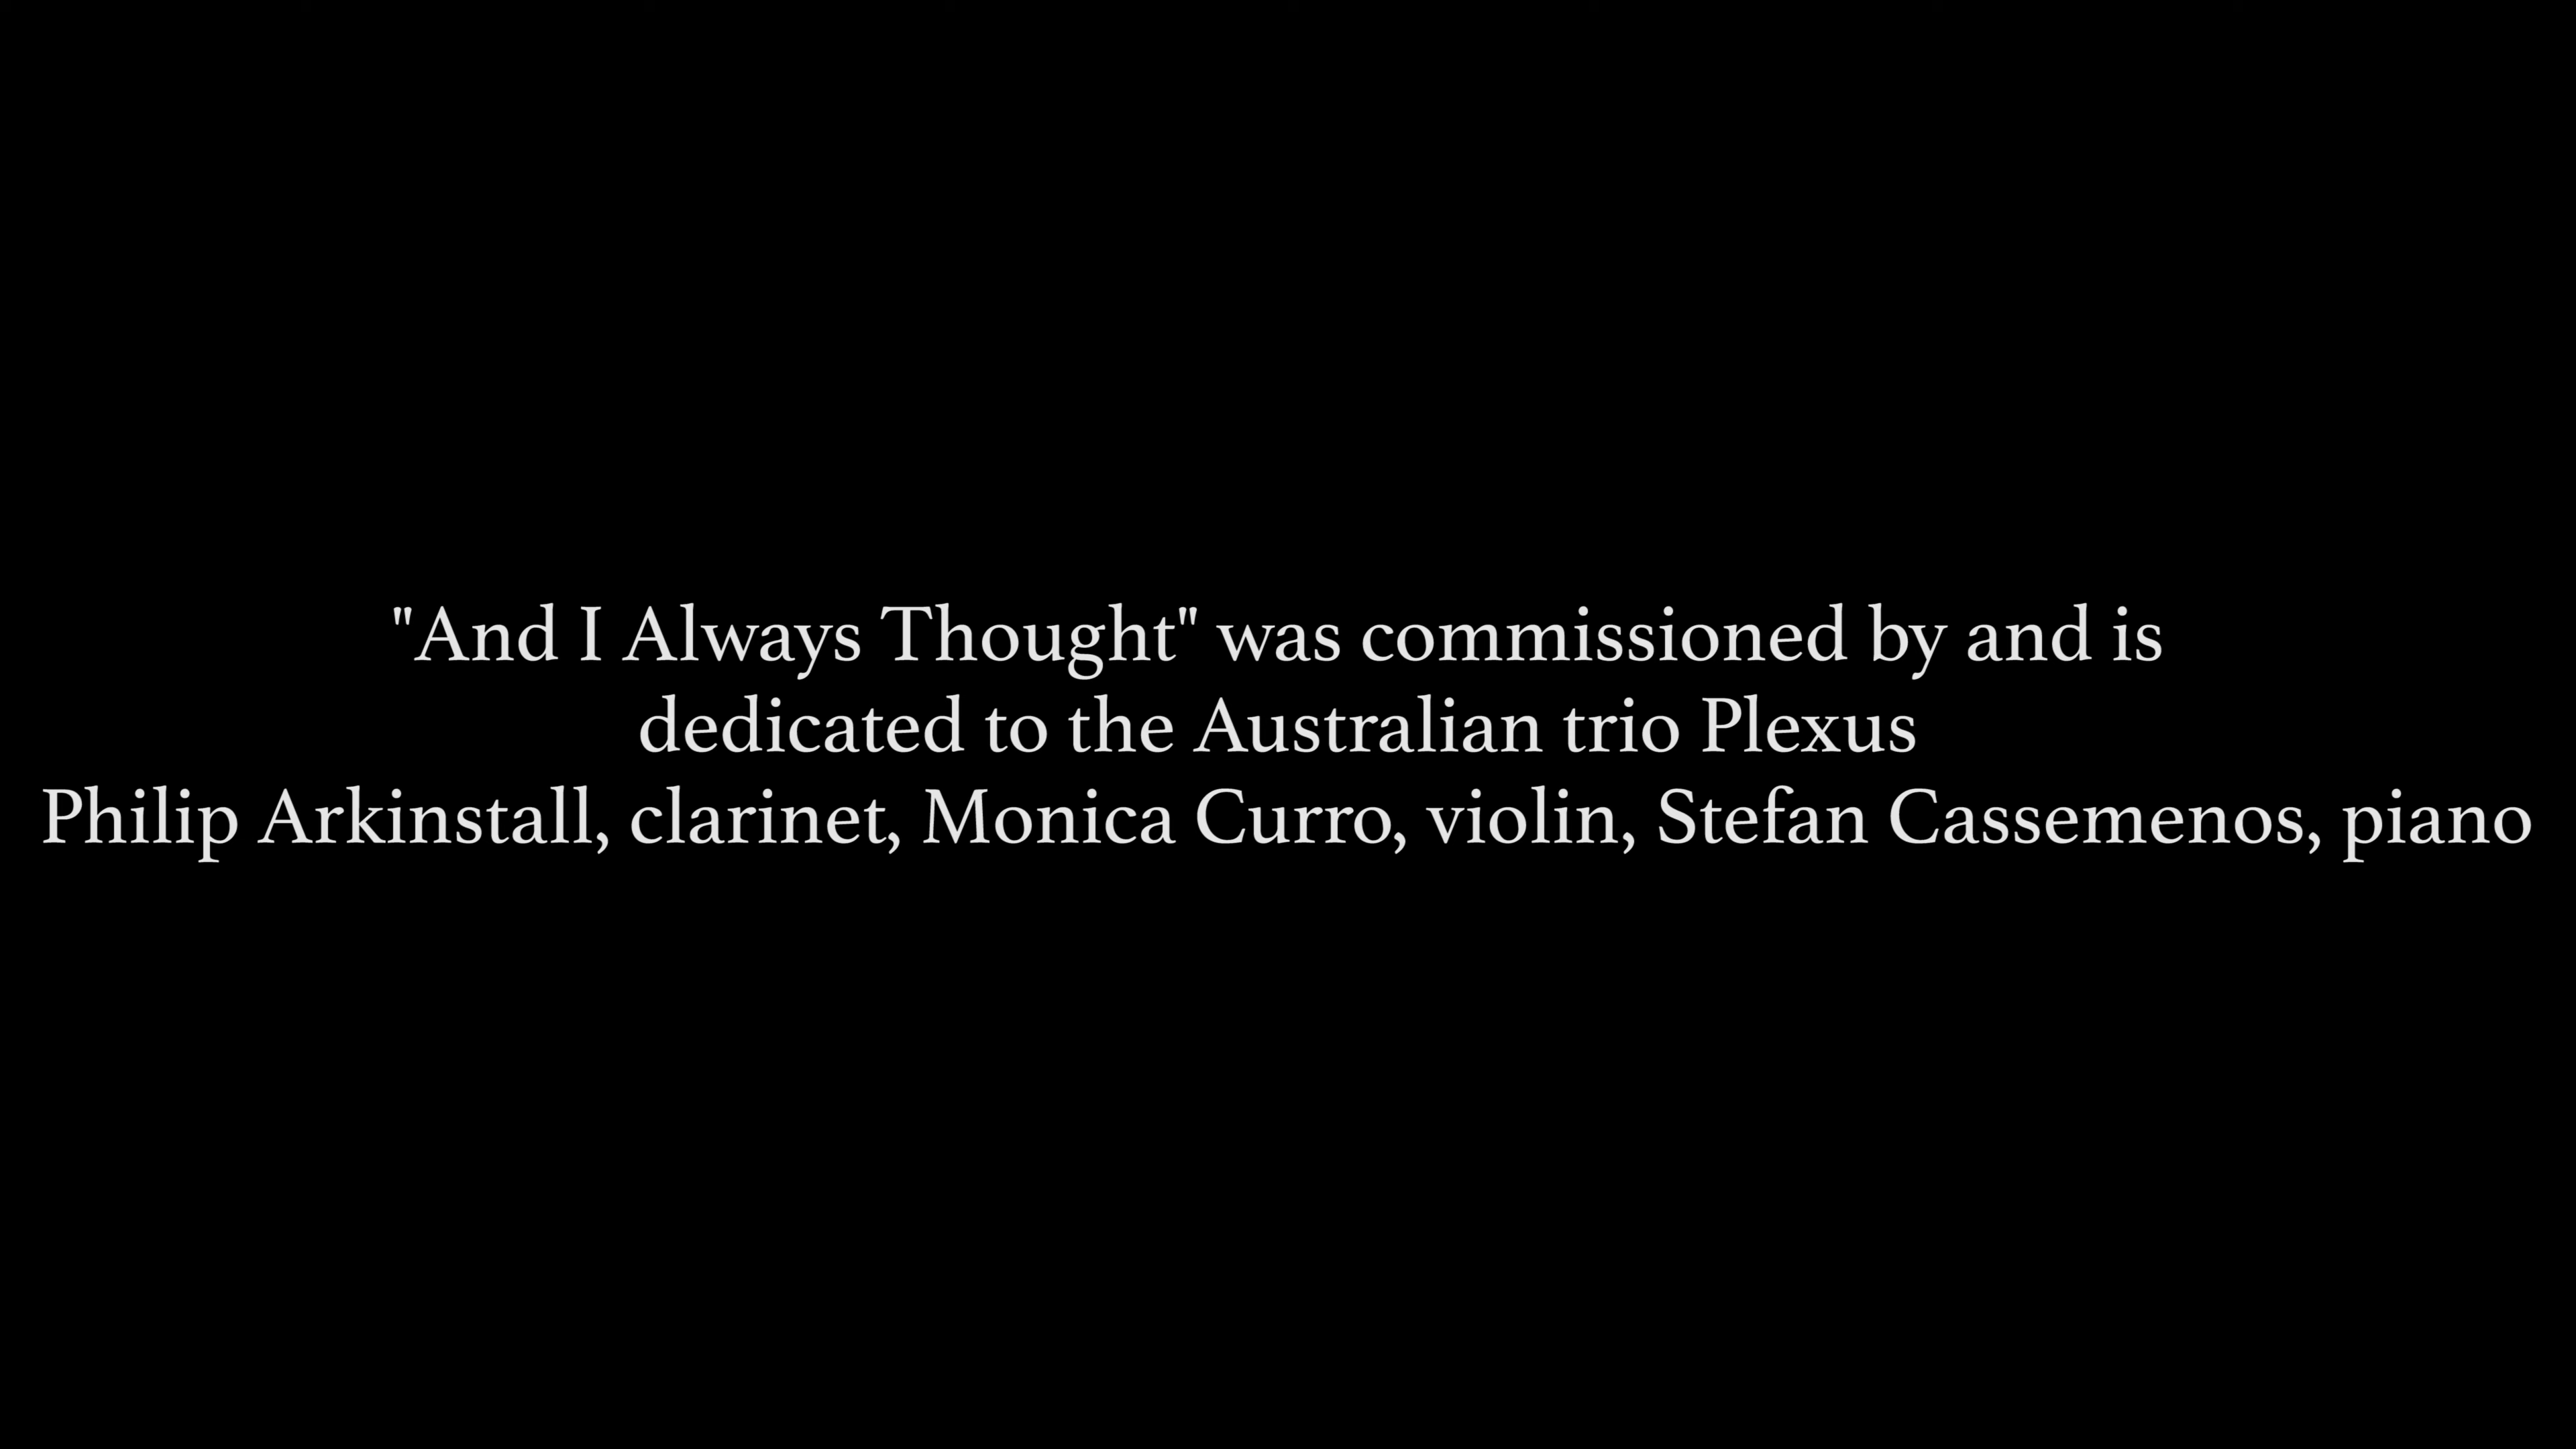 "And I Always Thought" was commissioned by and is
dedicated to the Australian trio Plexus
Philip Arkinstall, clarinet, Monica Curro, violin, Stefan Cassemenos, piano